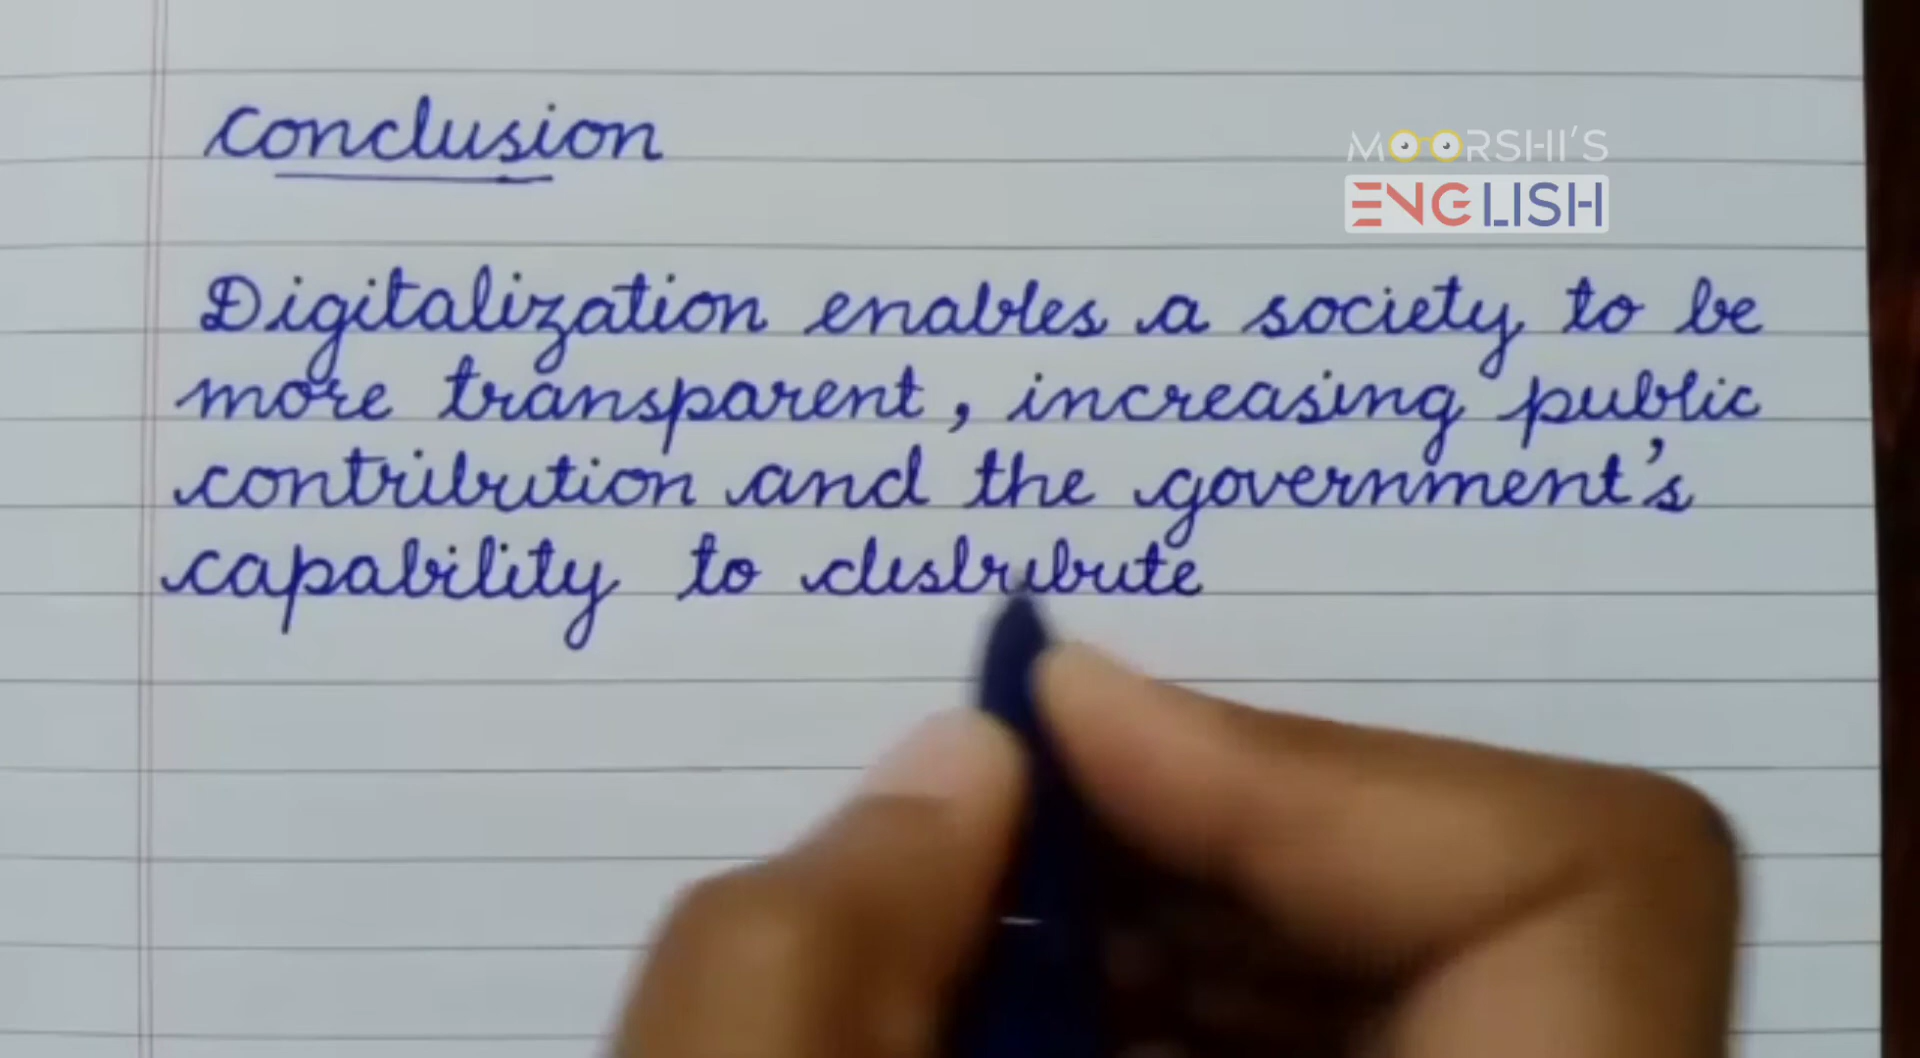 Conclusion
MOORSHI'S
ENGLISH
Digitalization enables a society to be
more transparent, increasing public
contribution and the government's
capability to distribute